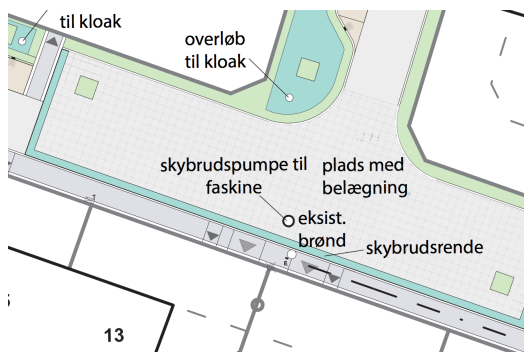 til kloak
overløb
til kloak
skybrudspumpe til
faskine
plads med
belægning
eksist.
brønd
skybrudsrende
13